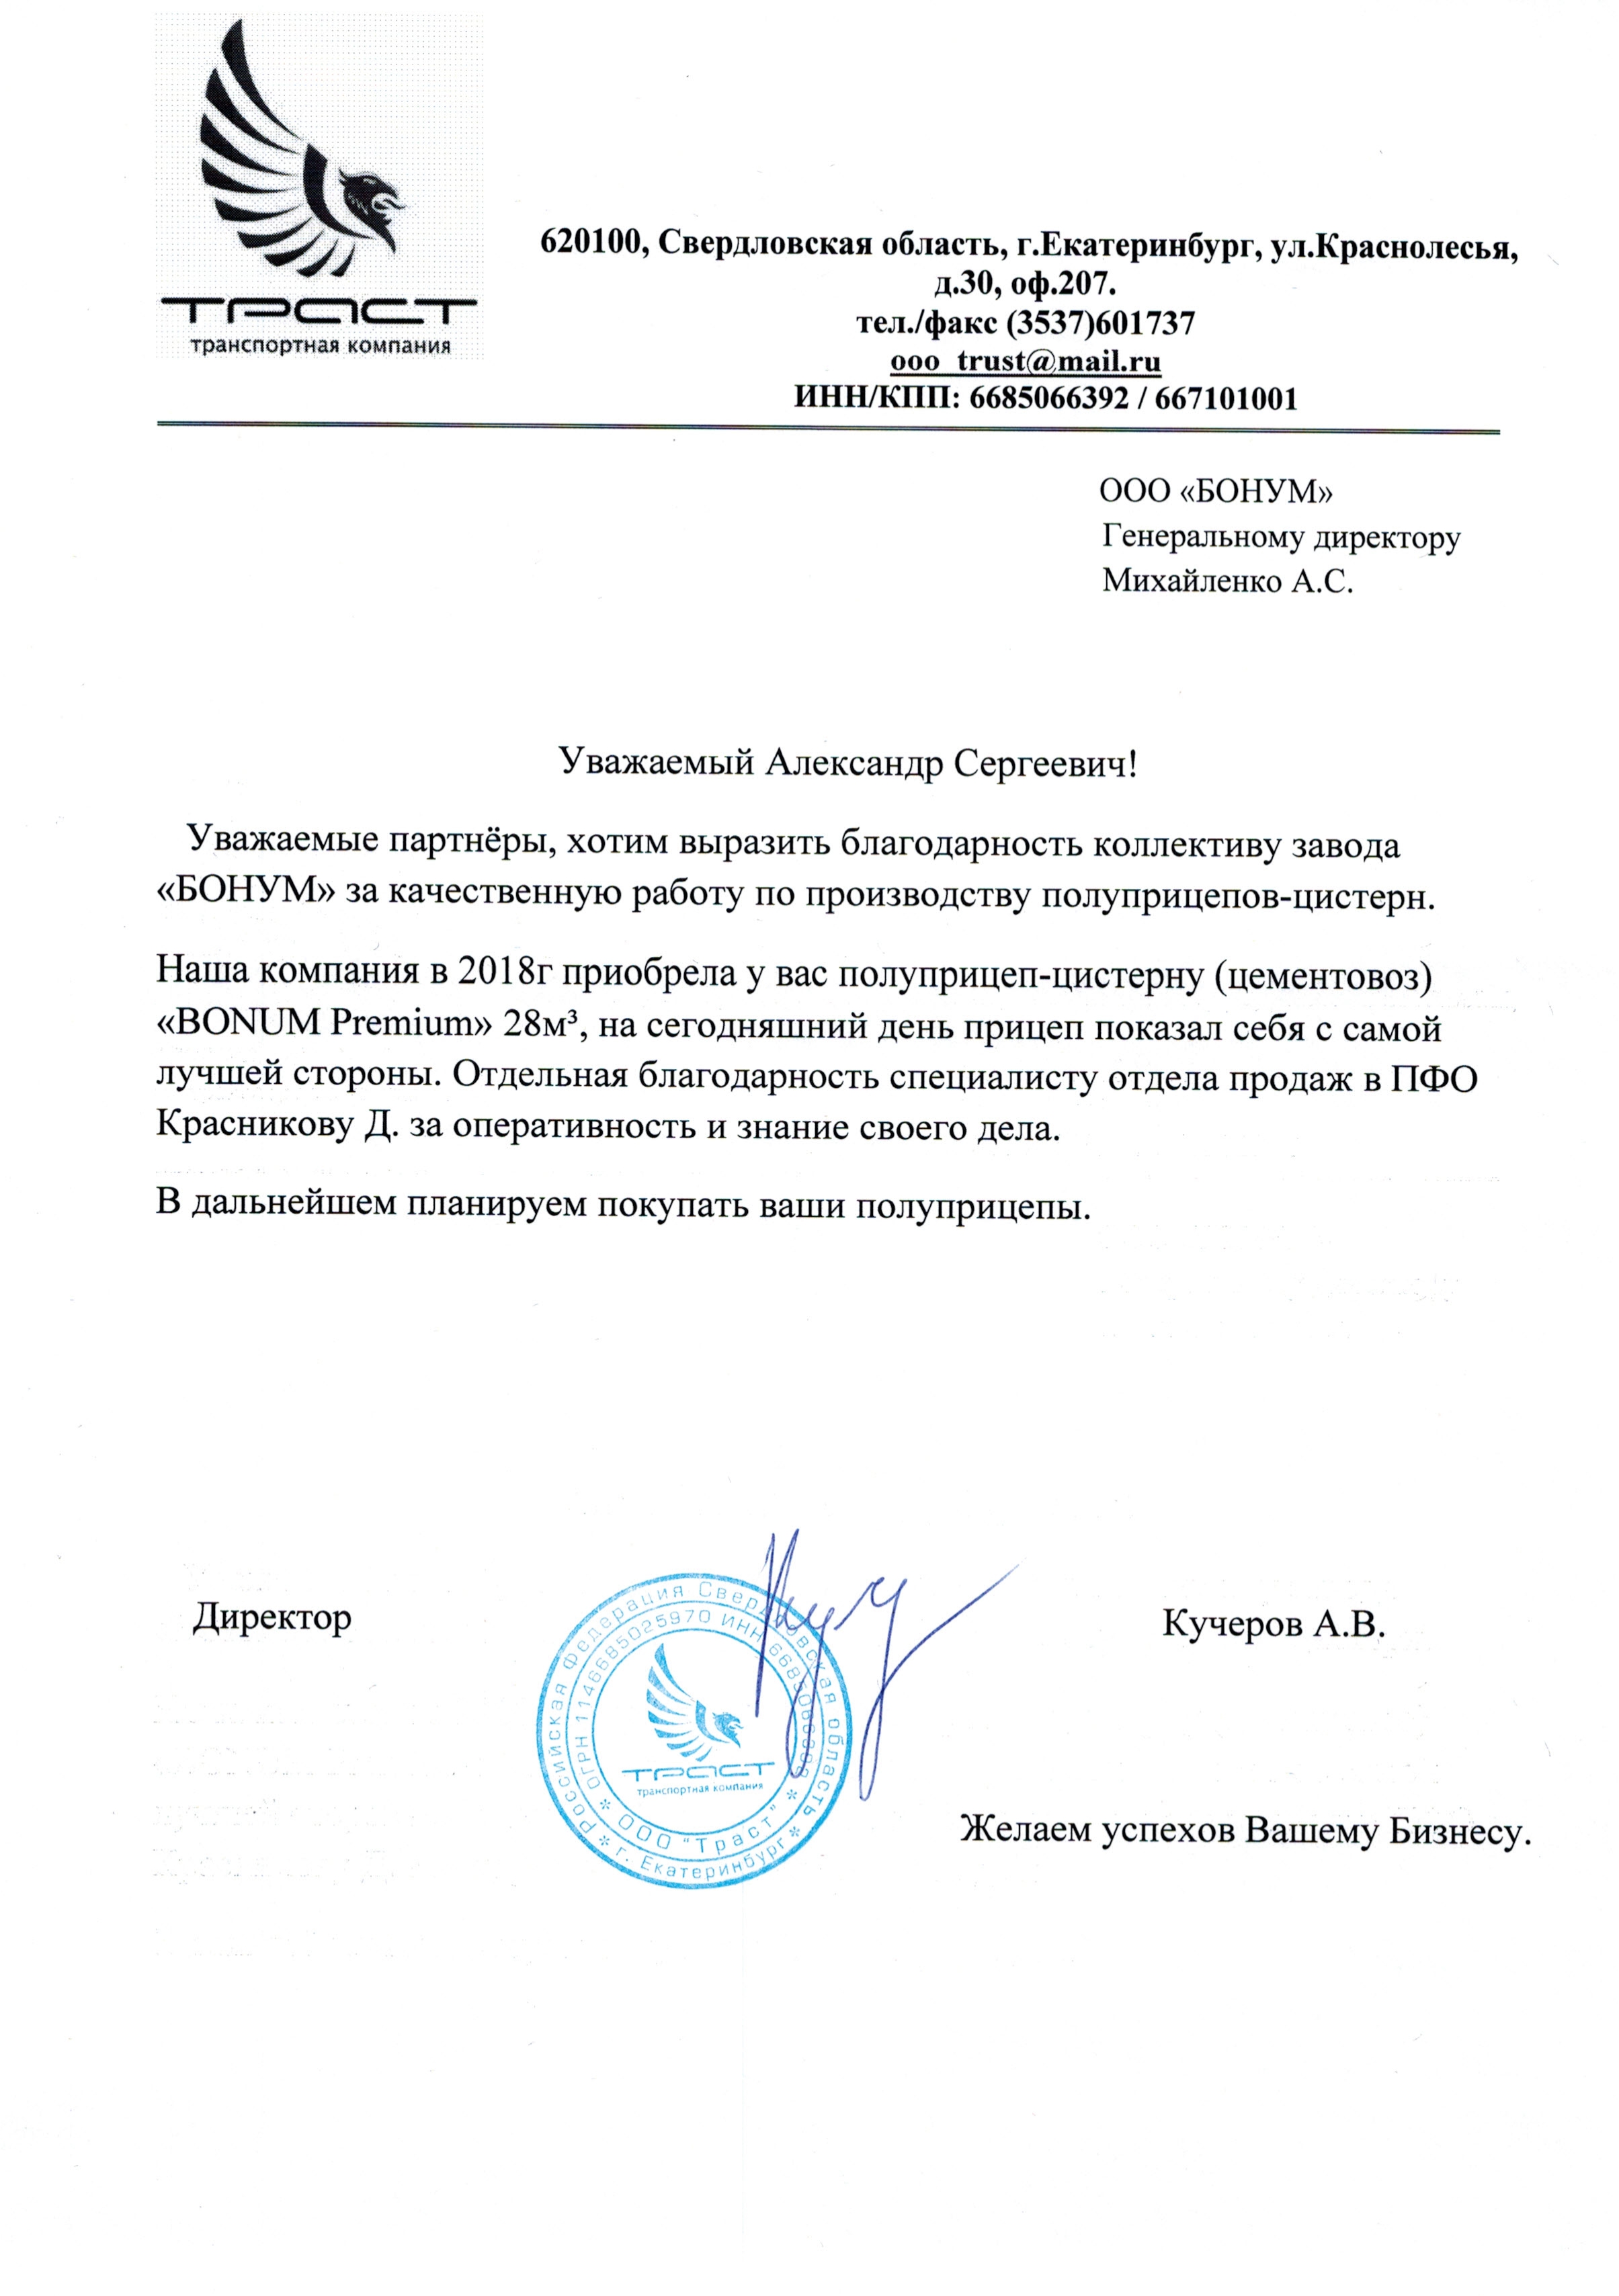 ТРАСТ
транспортная компания
620100, Свердловская область, г.Екатеринбург, ул.Краснолесья,
д.30, оф.207.
тел./факс (3537)601737
ooo_trust@mail.ru
ИНН/КПП: 6685066392 / 667101001
ООО «БОНУМ»
Генеральному директору
Михайленко А.С.
Уважаемый Александр Сергеевич!
Уважаемые партнёры, хотим выразить благодарность коллективу завода
«БОНУМ» за качественную работу по производству полуприцепов-цистерн.
Наша компания в 2018г приобрела у вас полуприцеп-цистерну (цементовоз)
«BONUM Premium» 28м³, на сегодняшний день прицеп показал себя с самой
лучшей стороны. Отдельная благодарность специалисту отдела продаж в ПФО
Красникову Д. за оперативность и знание своего дела.
В дальнейшем планируем покупать ваши полуприцепы.
Директор
Кучеров А.В.
Российская Федерация Свердловская область
* г. Екатеринбург *
ОГРН 1146685025970 ИНН
* ООО "Траст" *
ТРАСТ
транспортная компания
Желаем успехов Вашему Бизнесу.